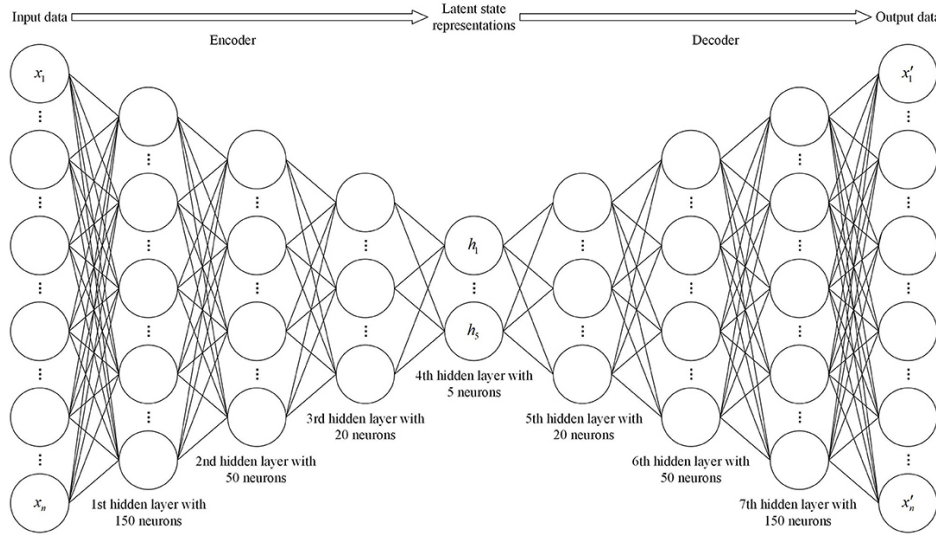 Input data
Latent state
representations
Output data
Encoder
Decoder
x₁
xₙ
h₁
h₅
x′₁
x′ₙ
1st hidden layer with
150 neurons
2nd hidden layer with
50 neurons
3rd hidden layer with
20 neurons
4th hidden layer with
5 neurons
5th hidden layer with
20 neurons
6th hidden layer with
50 neurons
7th hidden layer with
150 neurons